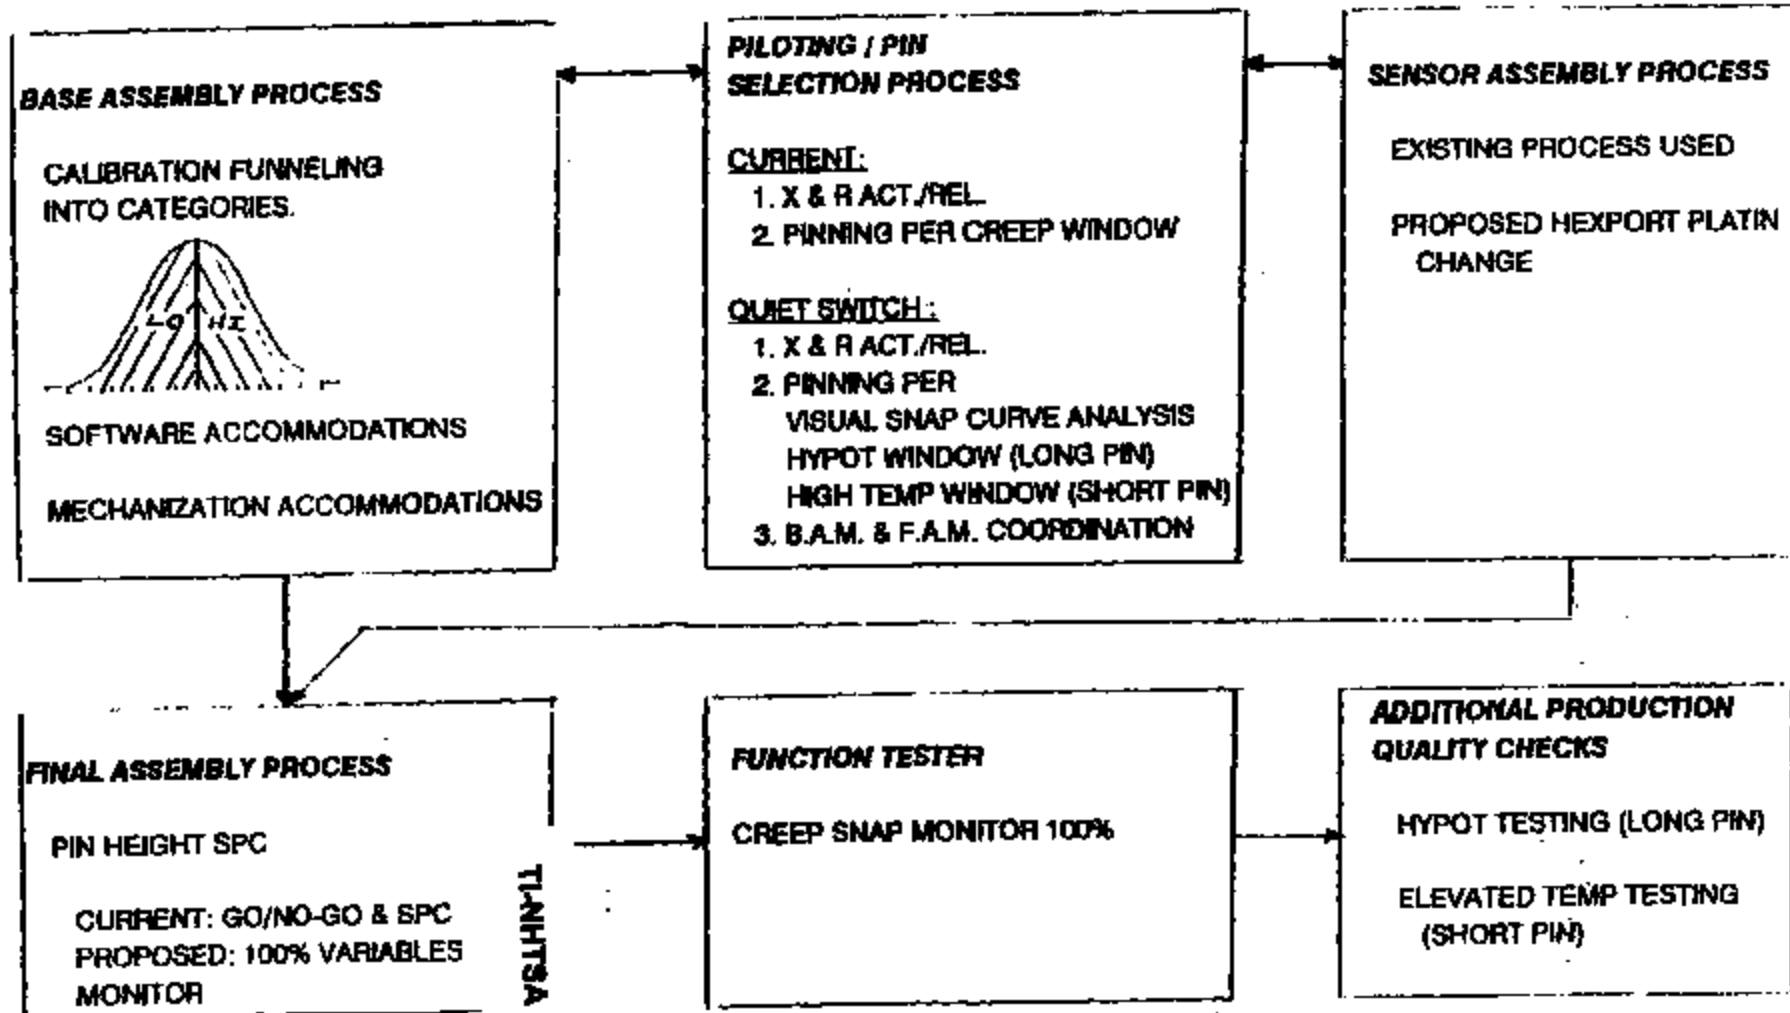 BASE ASSEMBLY PROCESS
CALIBRATION FUNNELING
INTO CATEGORIES.
LO HI
SOFTWARE ACCOMMODATIONS
MECHANIZATION ACCOMMODATIONS
PILOTING / PIN
SELECTION PROCESS
CURRENT:
1. X & R ACT./REL.
2. PINNING PER CREEP WINDOW
QUIET SWITCH:
1. X & R ACT./REL.
2. PINNING PER
VISUAL SNAP CURVE ANALYSIS
HYPOT WINDOW (LONG PIN)
HIGH TEMP WINDOW (SHORT PIN)
3. B.A.M. & F.A.M. COORDINATION
SENSOR ASSEMBLY PROCESS
EXISTING PROCESS USED
PROPOSED HEXPORT PLATIN
CHANGE
FINAL ASSEMBLY PROCESS
PIN HEIGHT SPC
CURRENT: GO/NO-GO & SPC
PROPOSED: 100% VARIABLES
MONITOR
TI-NHTSA
FUNCTION TESTER
CREEP SNAP MONITOR 100%
ADDITIONAL PRODUCTION
QUALITY CHECKS
HYPOT TESTING (LONG PIN)
ELEVATED TEMP TESTING
(SHORT PIN)